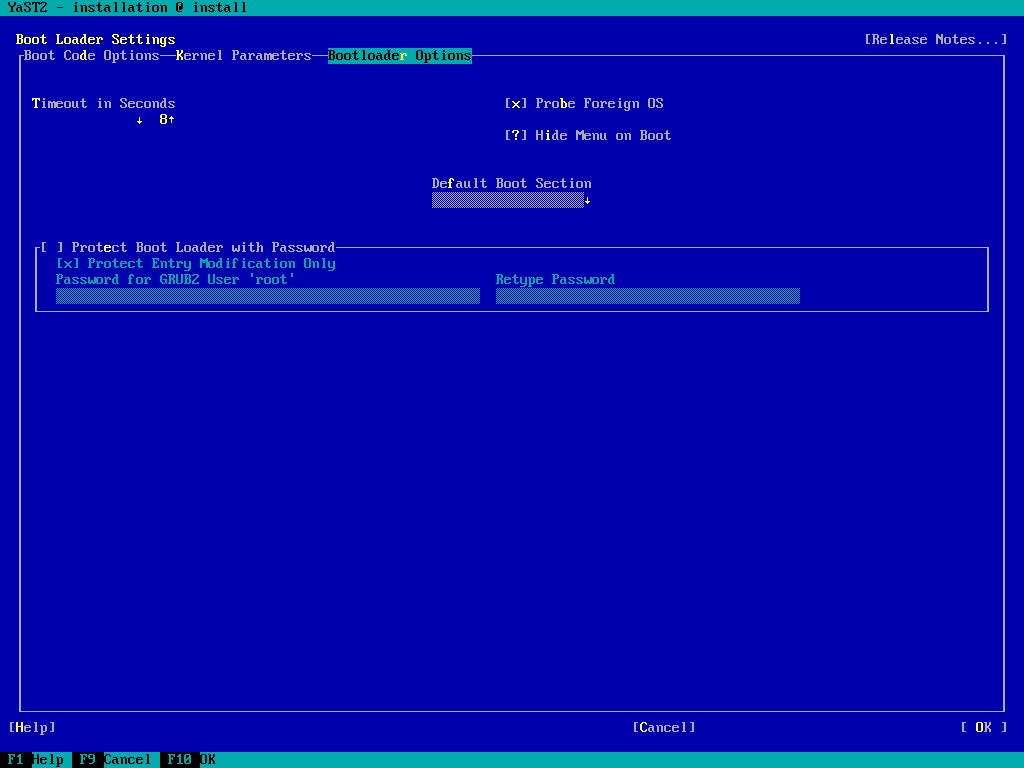 YaST2 - installation @ install
Boot Loader Settings [Release Notes...]
Boot Code Options Kernel Parameters Bootloader Options
Timeout in Seconds [x] Probe Foreign OS
↓ 8↑
[?] Hide Menu on Boot
Default Boot Section
↓
[ ] Protect Boot Loader with Password
[x] Protect Entry Modification Only
Password for GRUB2 User 'root' Retype Password
[Help] [Cancel] [ OK ]
F1 Help F9 Cancel F10 OK